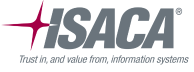 ISACA®
Trust in, and value from, information systems